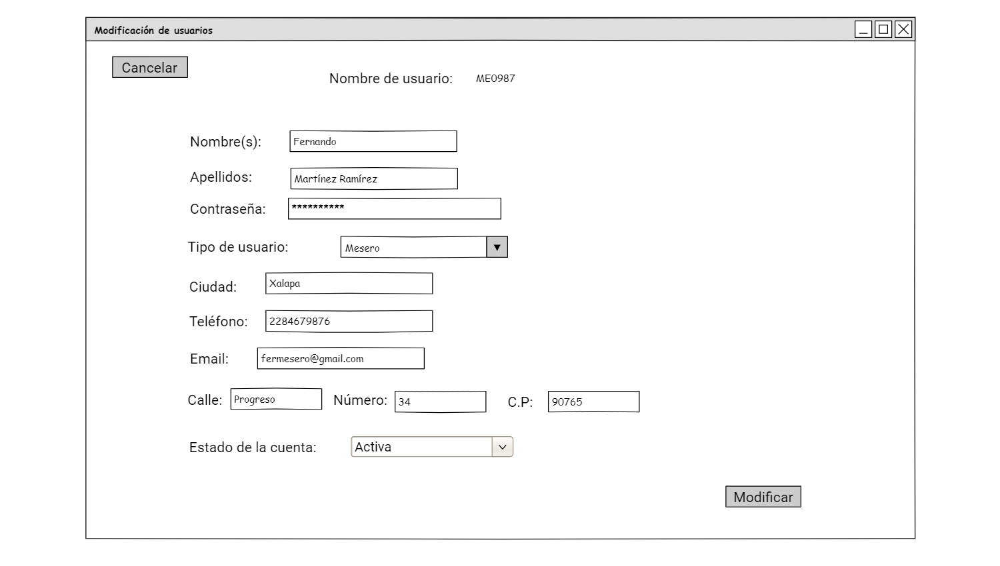 Modificación de usuarios
Cancelar
Nombre de usuario: ME0987
Nombre(s): Fernando
Apellidos: Martínez Ramírez
Contraseña: **********
Tipo de usuario: Mesero
Ciudad: Xalapa
Teléfono: 2284679876
Email: fermesero@gmail.com
Calle: Progreso Número: 34 C.P: 90765
Estado de la cuenta: Activa
Modificar